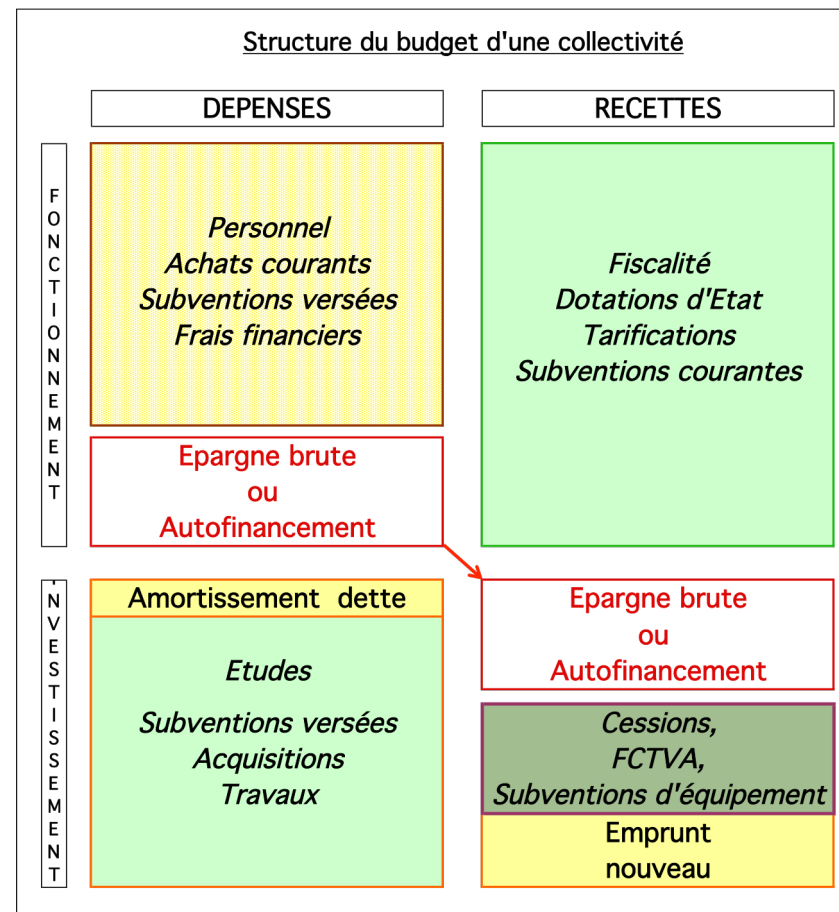 Structure du budget d'une collectivité
DEPENSES
RECETTES
FONCTIONNEMENT
Personnel
Achats courants
Subventions versées
Frais financiers
Epargne brute
ou
Autofinancement
Fiscalité
Dotations d'Etat
Tarifications
Subventions courantes
INVESTISSEMENT
Amortissement dette
Etudes
Subventions versées
Acquisitions
Travaux
Epargne brute
ou
Autofinancement
Cessions,
FCTVA,
Subventions d'équipement
Emprunt
nouveau